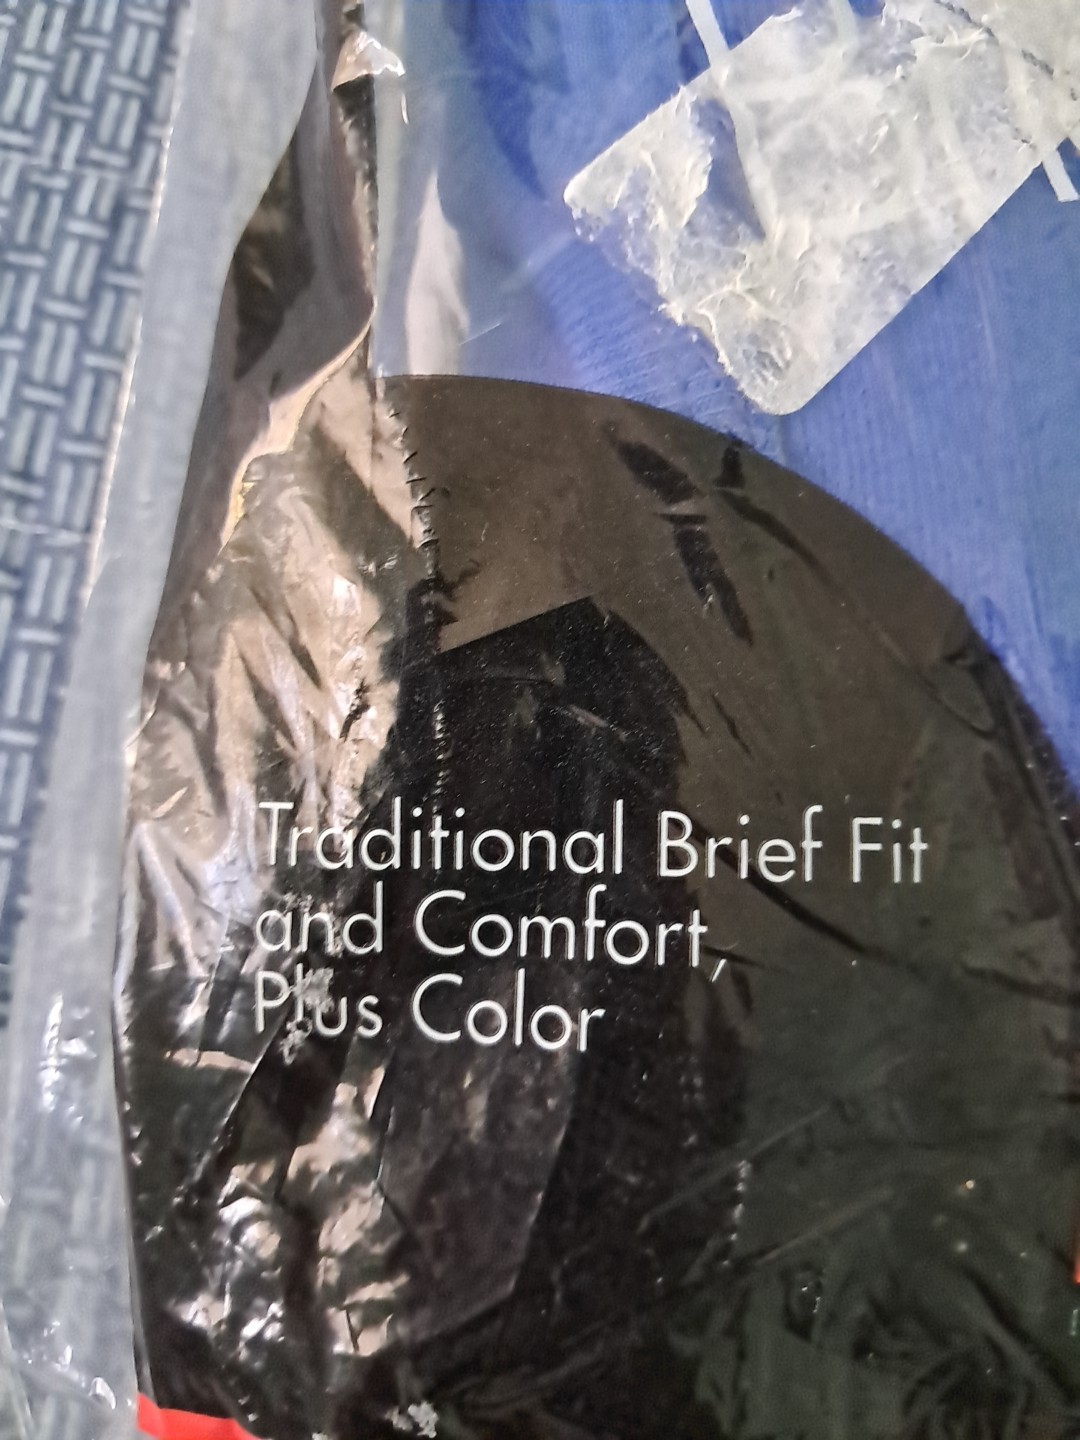 Traditional Brief Fit
and Comfort,
Plus Color